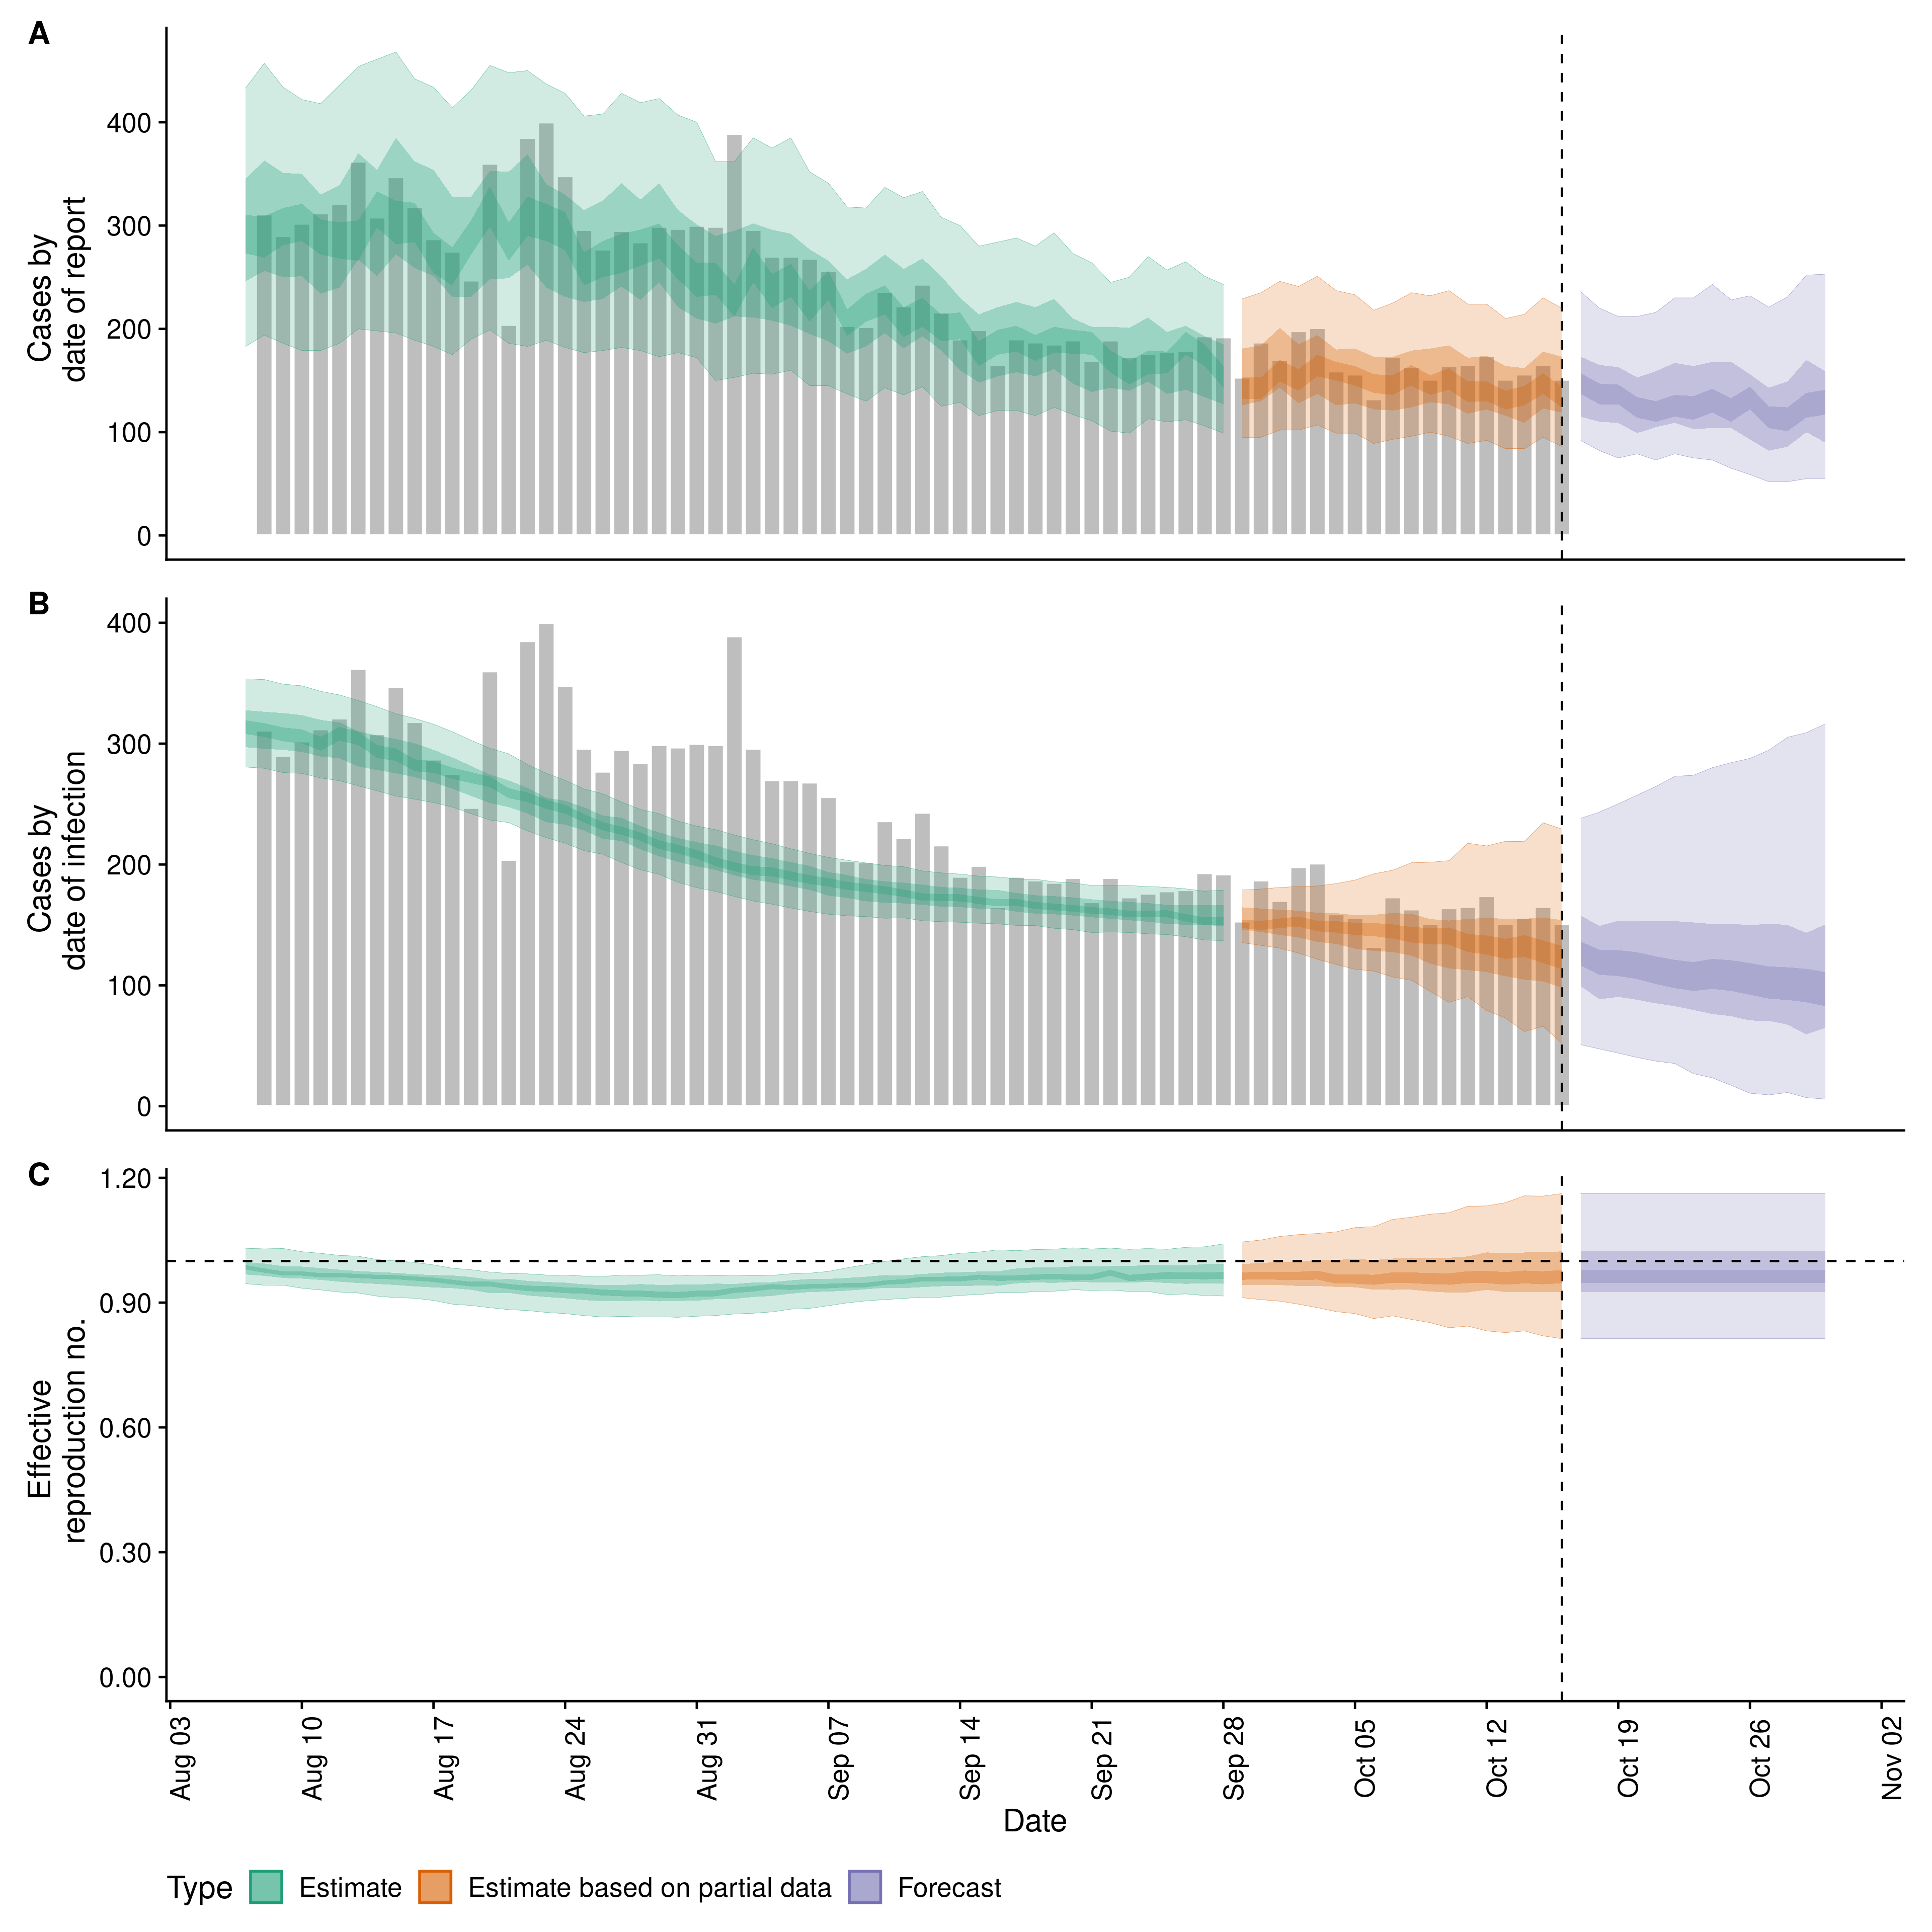 A
Cases by
date of report
400
300
200
100
0
B
Cases by
date of infection
400
300
200
100
0
C
Effective
reproduction no.
1.20
0.90
0.60
0.30
0.00
Aug 03
Aug 10
Aug 17
Aug 24
Aug 31
Sep 07
Sep 14
Sep 21
Sep 28
Oct 05
Oct 12
Oct 19
Oct 26
Nov 02
Date
Type Estimate Estimate based on partial data Forecast